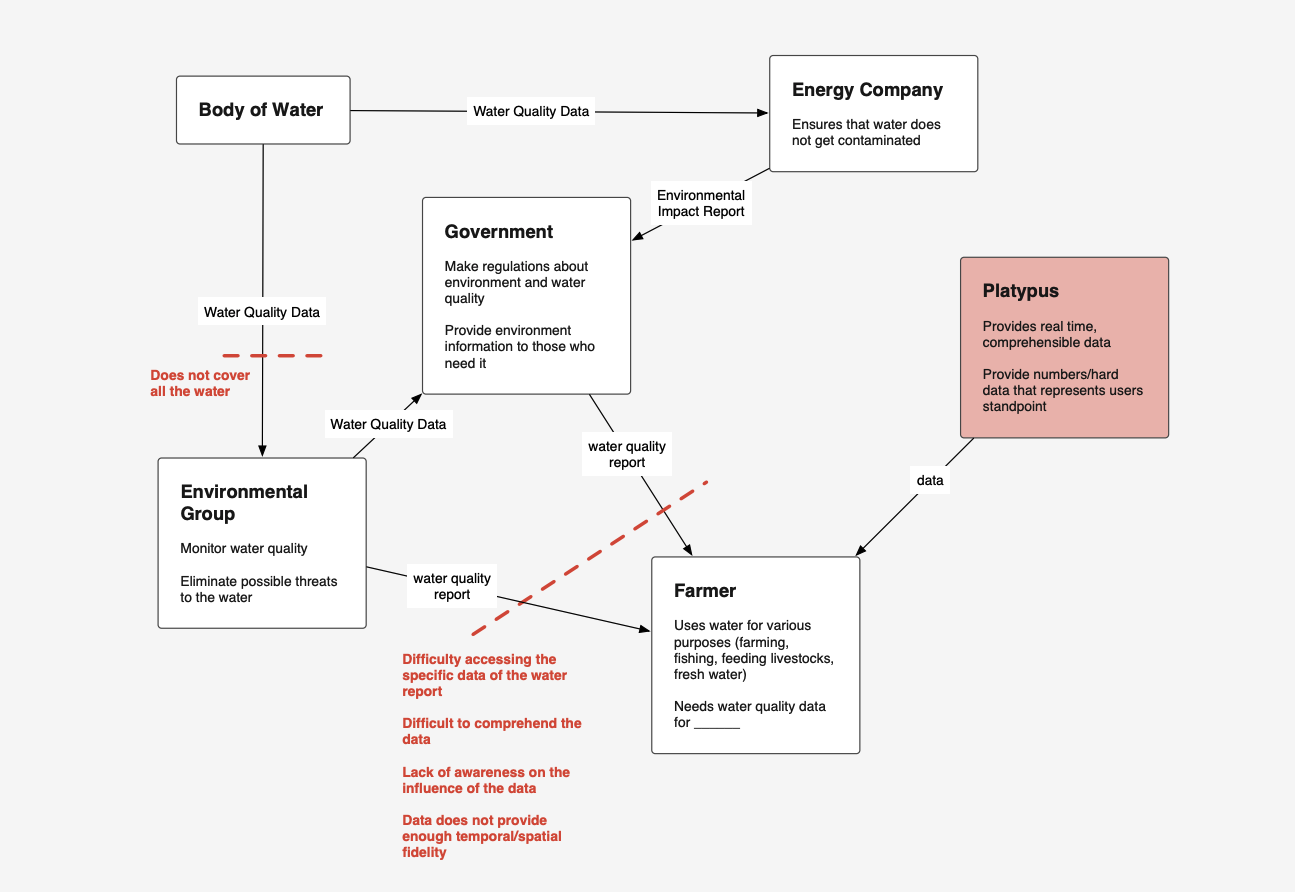 Body of Water
Water Quality Data
Energy Company
Ensures that water does
not get contaminated
Environmental
Impact Report
Government
Make regulations about
environment and water
quality
Provide environment
information to those who
need it
Platypus
Provides real time,
comprehensible data
Provide numbers/hard
data that represents users
standpoint
Water Quality Data
Does not cover
all the water
Water Quality Data
water quality
report
data
Environmental
Group
Monitor water quality
Eliminate possible threats
to the water
water quality
report
Farmer
Uses water for various
purposes (farming,
fishing, feeding livestocks,
fresh water)
Needs water quality data
for ______
Difficulty accessing the
specific data of the water
report
Difficult to comprehend the
data
Lack of awareness on the
influence of the data
Data does not provide
enough temporal/spatial
fidelity